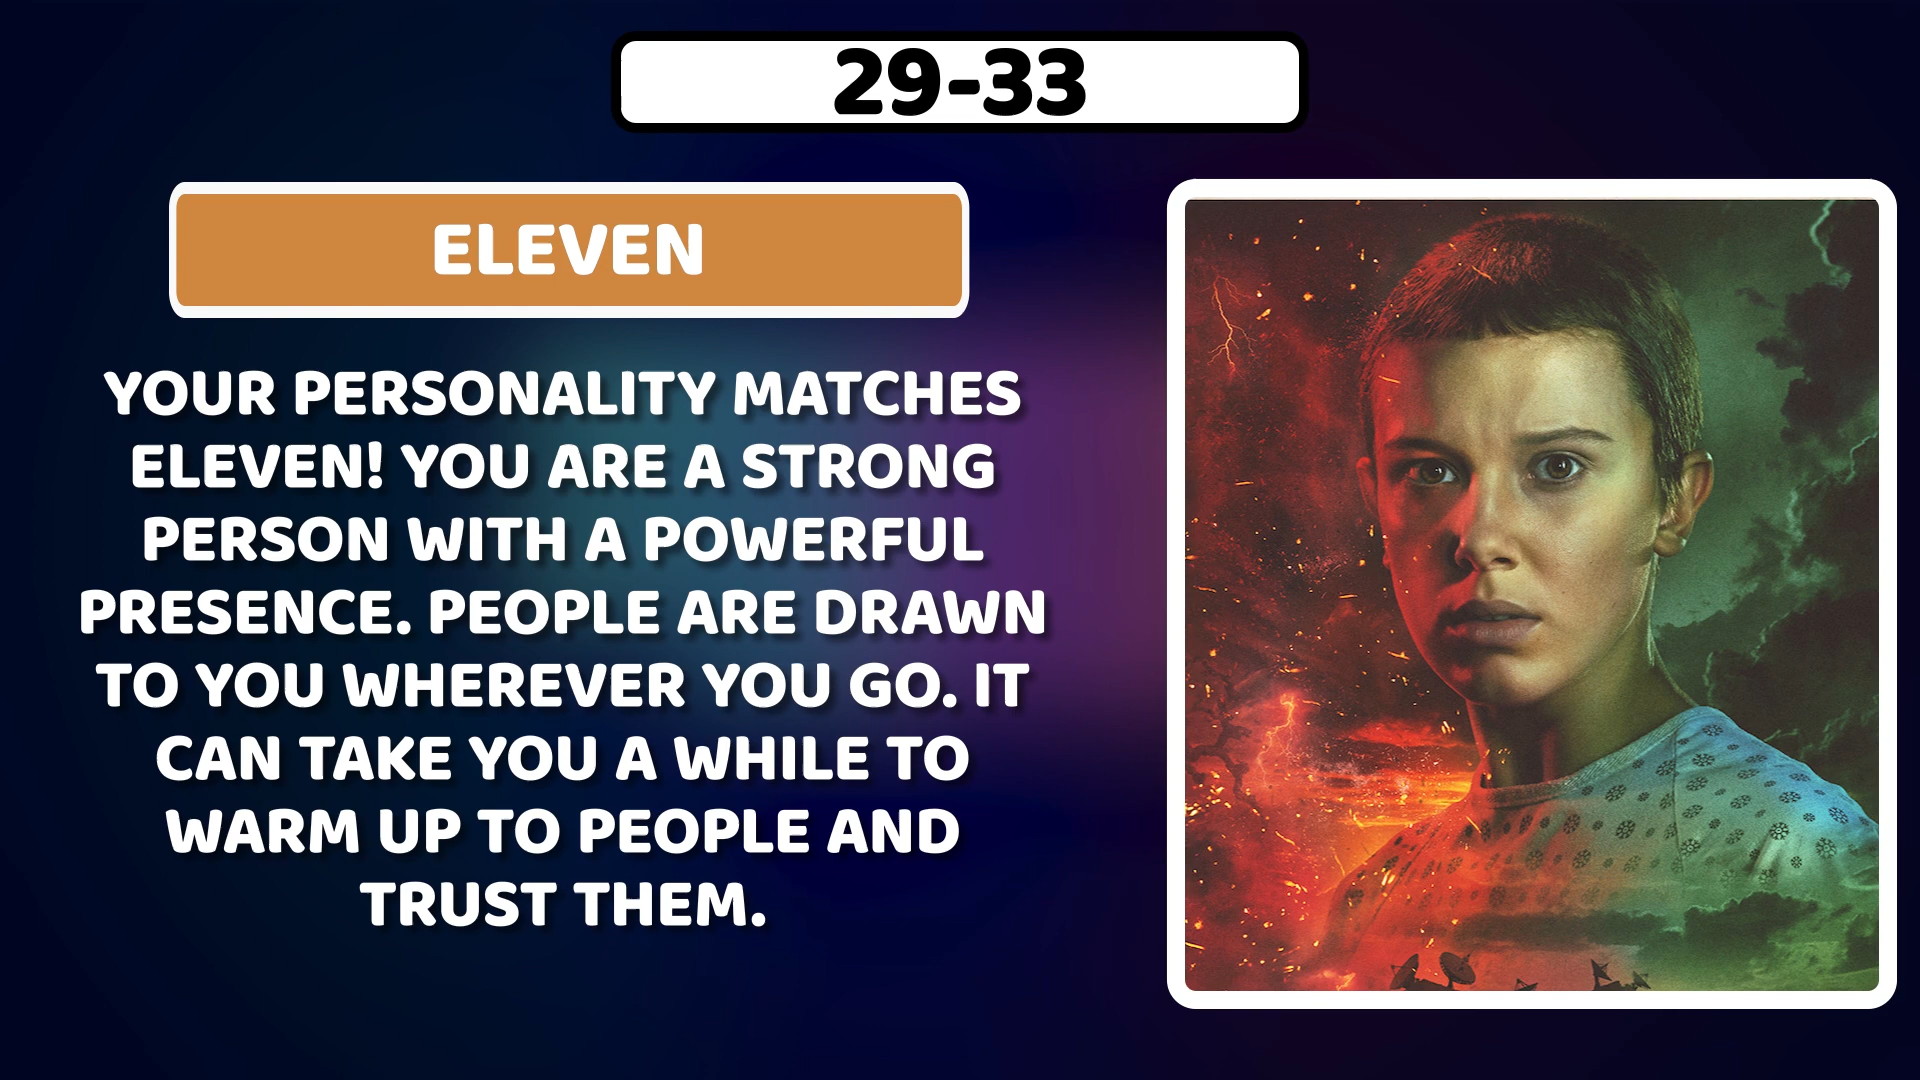 29-33
ELEVEN
YOUR PERSONALITY MATCHES
ELEVEN! YOU ARE A STRONG
PERSON WITH A POWERFUL
PRESENCE. PEOPLE ARE DRAWN
TO YOU WHEREVER YOU GO. IT
CAN TAKE YOU A WHILE TO
WARM UP TO PEOPLE AND
TRUST THEM.